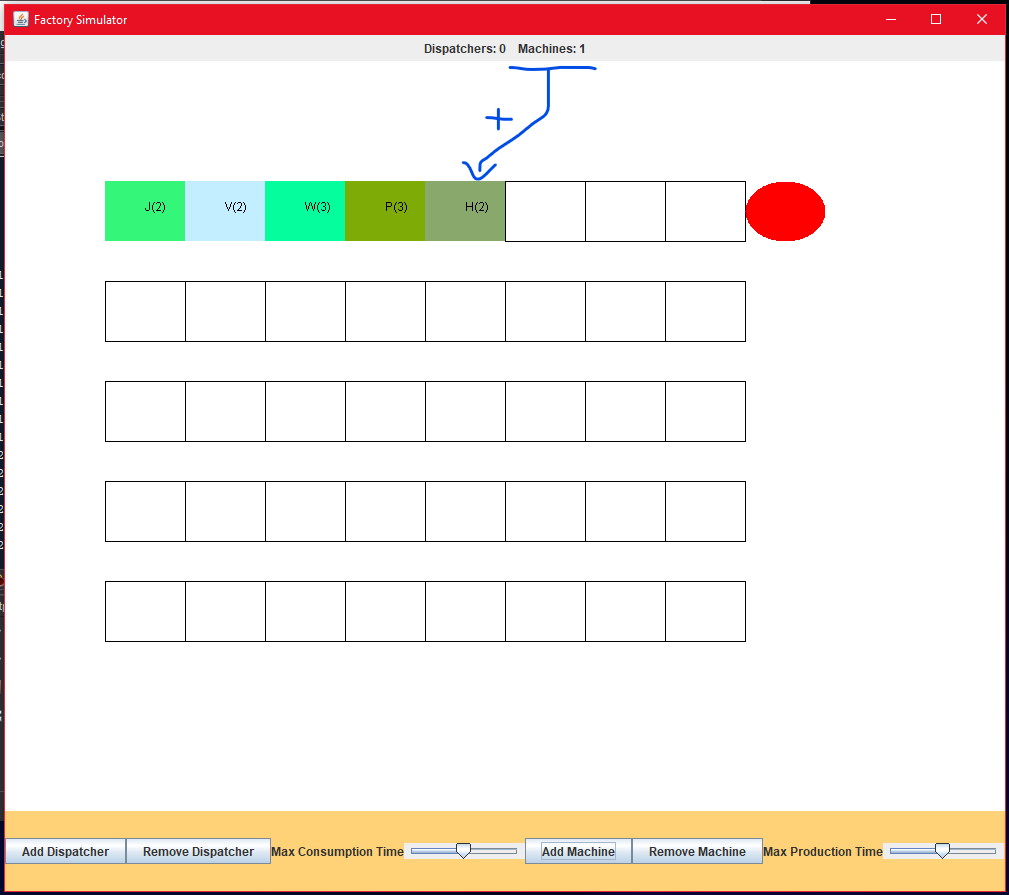 Factory Simulator
Dispatchers: 0 Machines: 1
+
J(2) V(2) W(3) P(3) H(2)
Add Dispatcher Remove Dispatcher Max Consumption Time Add Machine Remove Machine Max Production Time